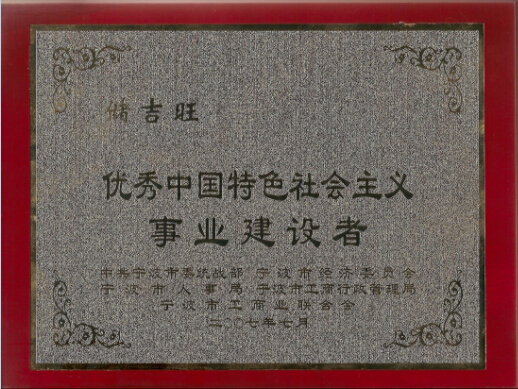 储吉旺
优秀中国特色社会主义
事业建设者
中共宁波市委统战部 宁波市经济委员会
宁波市人事局 宁波市工商行政管理局
宁波市工商业联合会
二〇〇七年七月